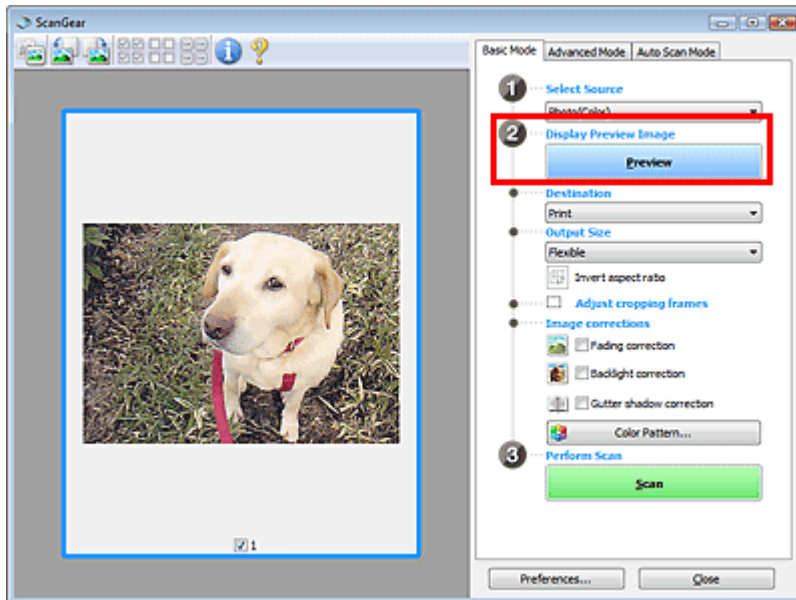 ScanGear
Basic Mode Advanced Mode Auto Scan Mode
1 Select Source
Photo(Color)
2 Display Preview Image
Preview
Destination
Print
Output Size
Flexible
Invert aspect ratio
Adjust cropping frames
Image corrections
Fading correction
Backlight correction
Gutter shadow correction
Color Pattern...
3 Perform Scan
Scan
1
Preferences... Close